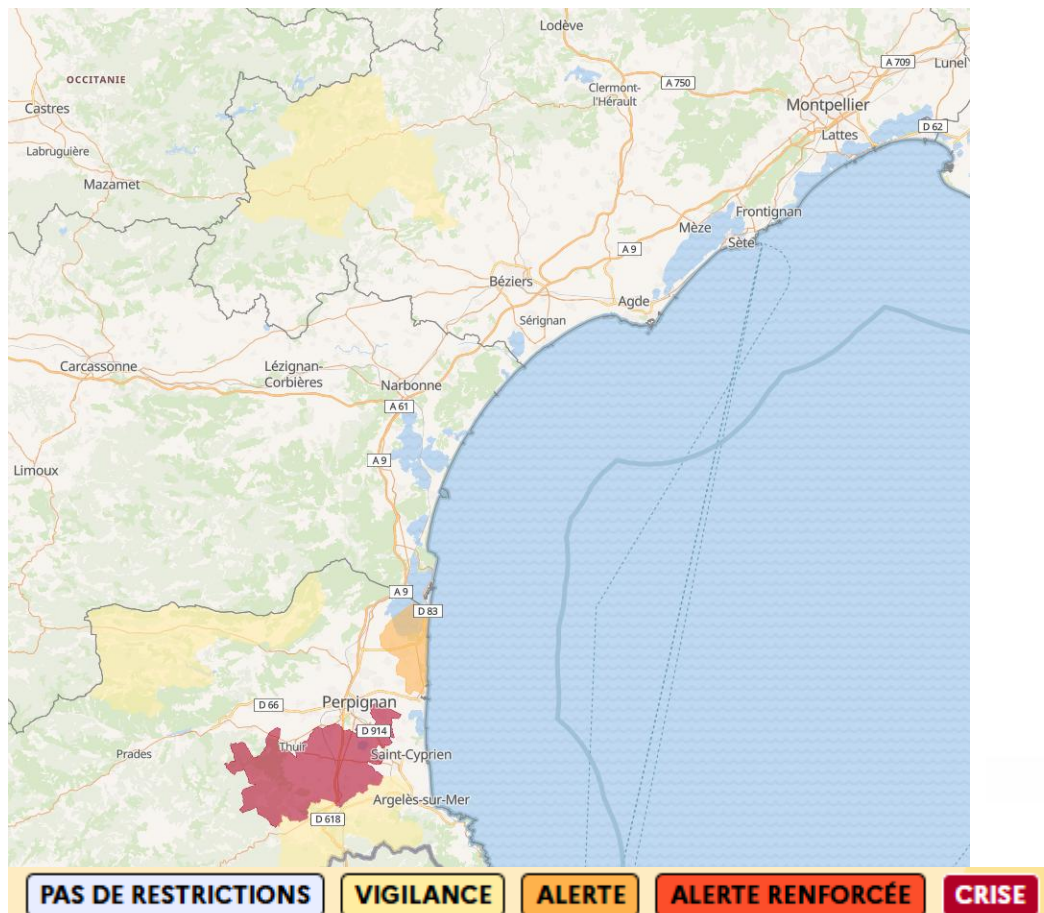 Lodève
A 709
Lunel
OCCITANIE
A 750
Clermont-
l'Hérault
Castres
Montpellier
D 62
Lattes
Labruguière
Mazamet
Frontignan
Mèze
Sète
A 9
Béziers
Agde
Sérignan
Carcassonne
Lézignan-
Corbières
Narbonne
A 61
A 9
Limoux
A 9
D 83
Perpignan
D 66
D 914
Thuir
Prades
Saint-Cyprien
Argelès-sur-Mer
D 618
PAS DE RESTRICTIONS VIGILANCE ALERTE ALERTE RENFORCÉE CRISE